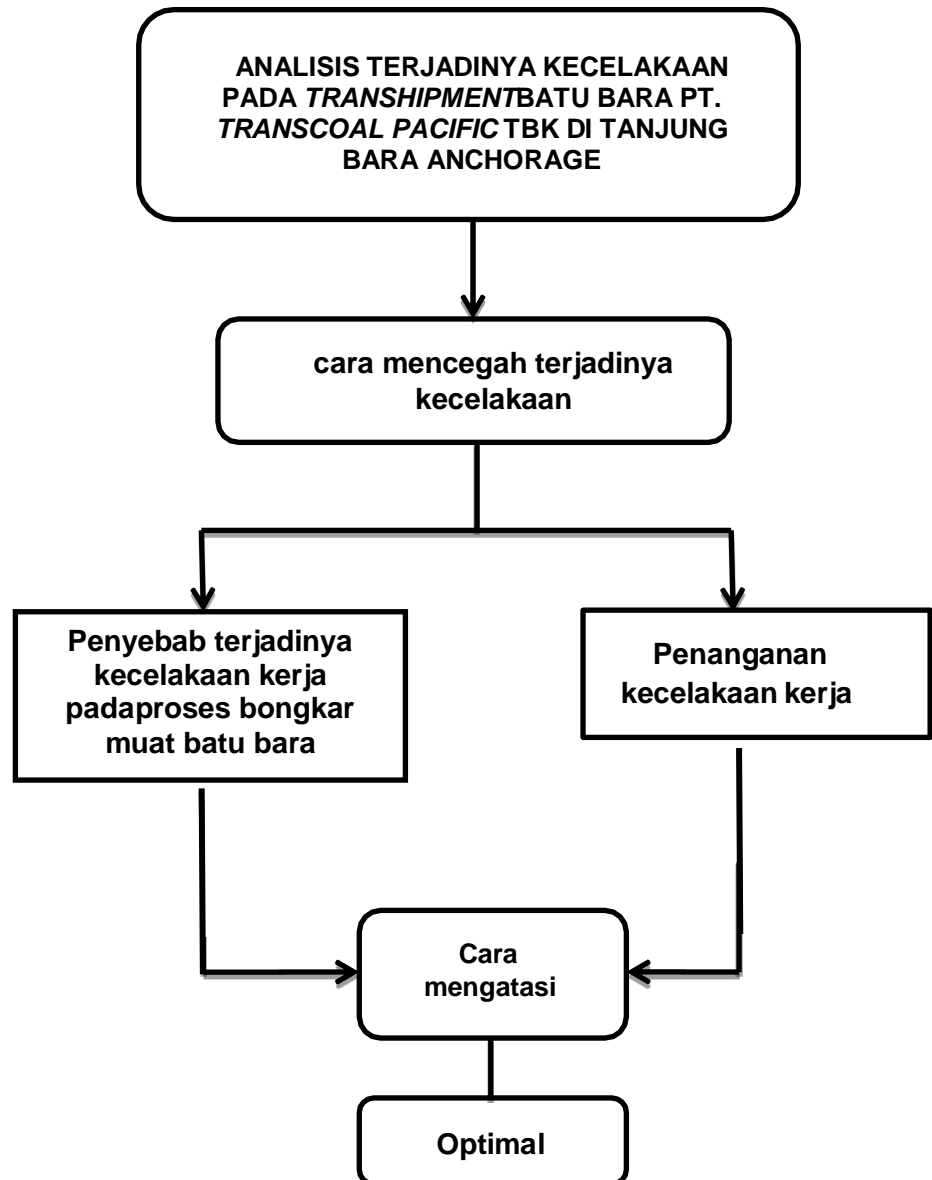 ANALISIS TERJADINYA KECELAKAAN
PADA TRANSHIPMENTBATU BARA PT.
TRANSCOAL PACIFIC TBK DI TANJUNG
BARA ANCHORAGE
cara mencegah terjadinya
kecelakaan
Penyebab terjadinya
kecelakaan kerja
padaproses bongkar
muat batu bara
Penanganan
kecelakaan kerja
Cara
mengatasi
Optimal